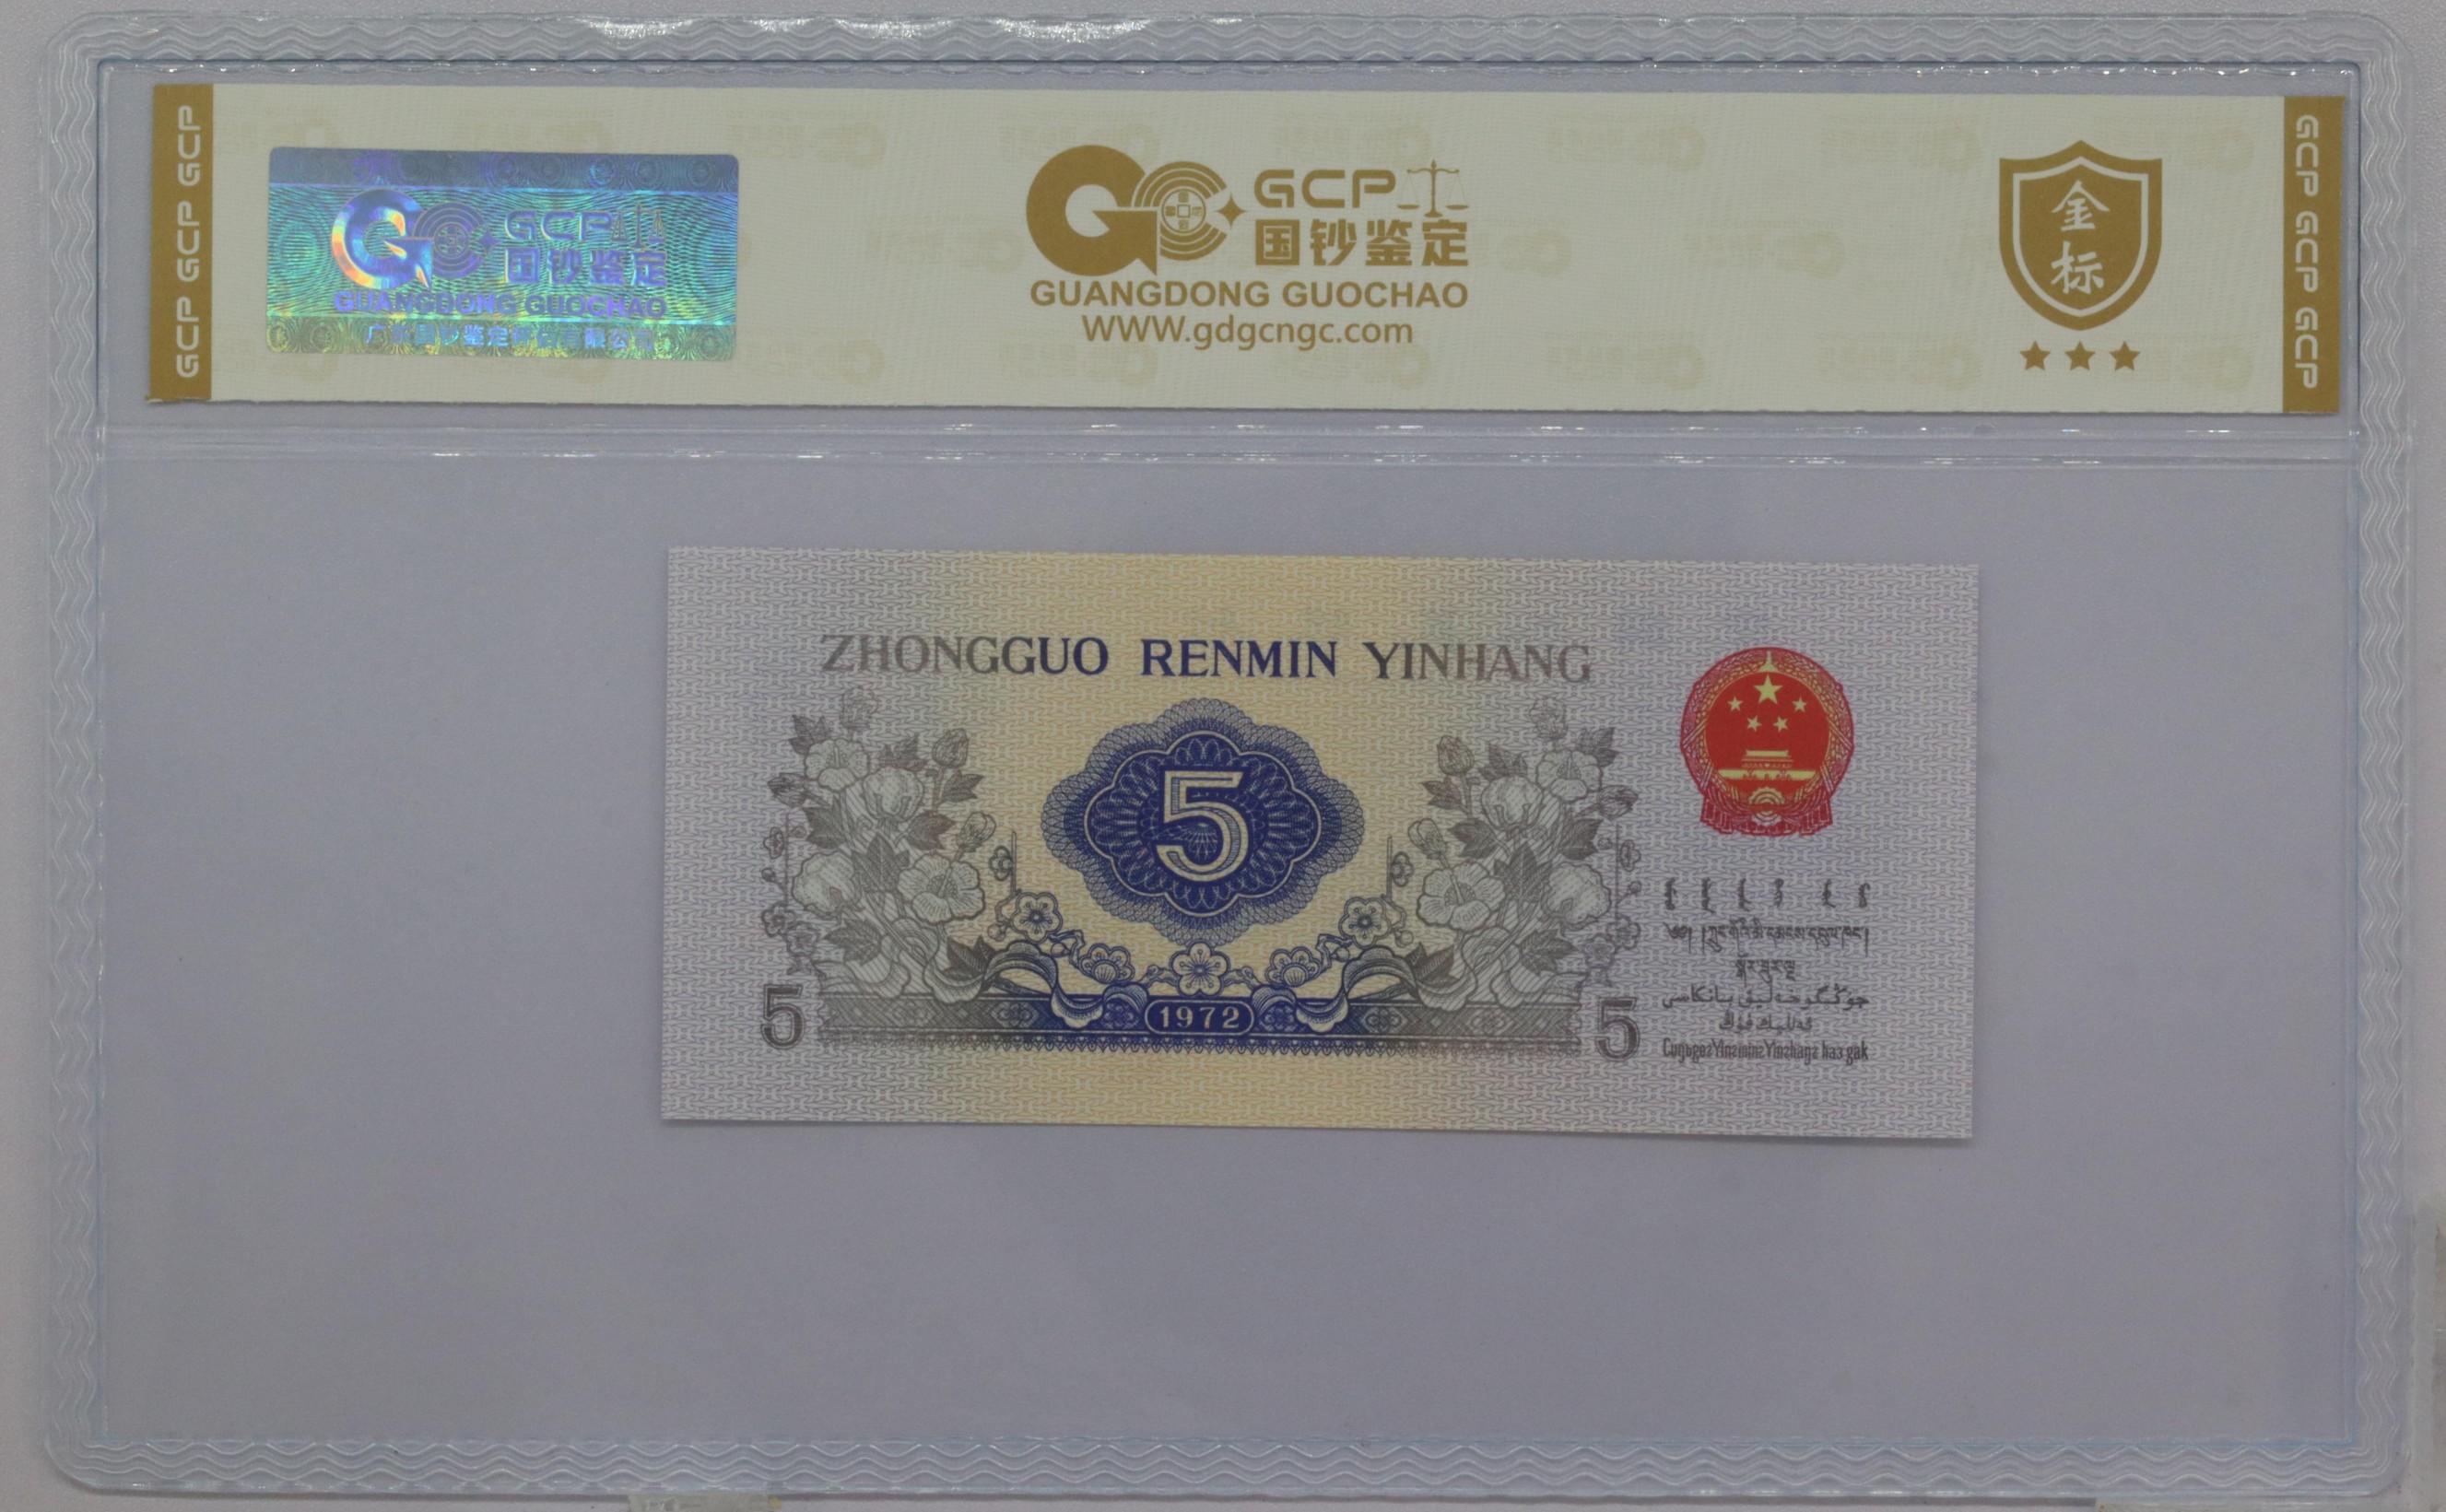 GCP GCP GCP
GCP
国钞鉴定
GUANGDONG GUOCHAO
GCP
国钞鉴定
GUANGDONG GUOCHAO
WWW.gdgcngc.com
金
标
GCP GCP GCP
ZHONGGUO RENMIN YINHANG
5
1972
5
5